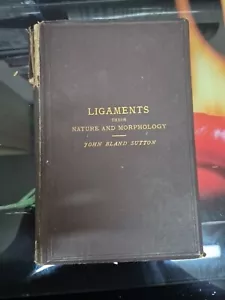 LIGAMENTS
THEIR
NATURE AND MORPHOLOGY
JOHN BLAND SUTTON